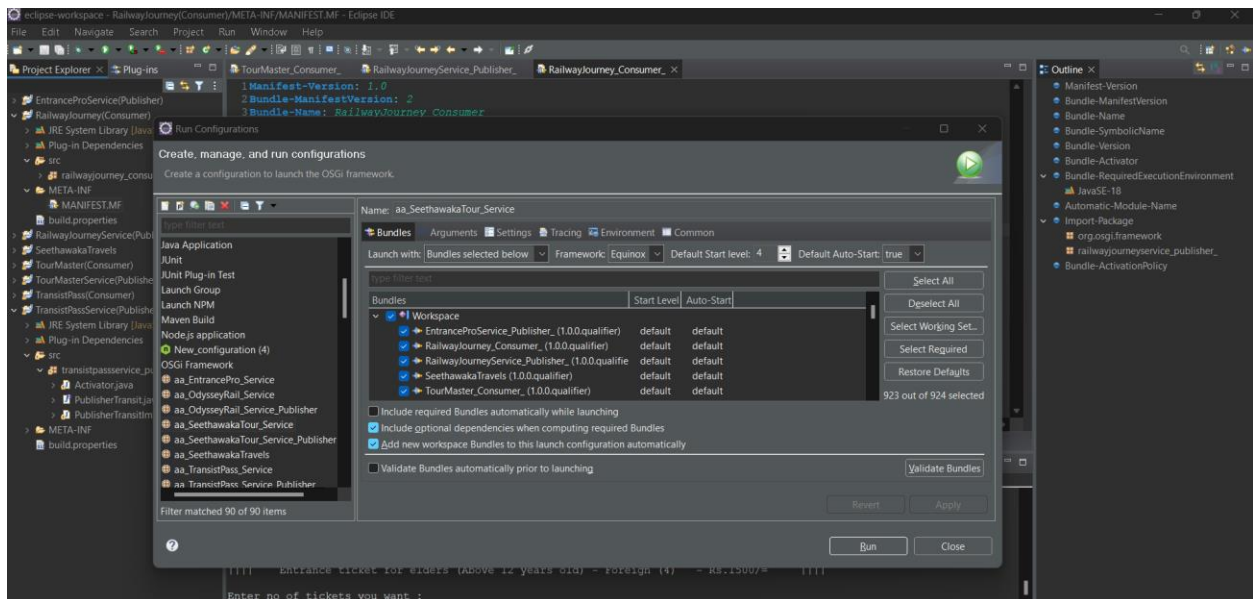 eclipse-workspace - RailwayJourney(Consumer)/META-INF/MANIFEST.MF - Eclipse IDE
File Edit Navigate Search Project Run Window Help
Project Explorer Plug-ins
TourMaster_Consumer_ RailwayJourneyService_Publisher_ RailwayJourney_Consumer_
Outline
EntranceProService(Publisher)
RailwayJourney(Consumer)
JRE System Library [Java
Plug-in Dependencies
src
railwayjourney_consu
META-INF
MANIFEST.MF
build.properties
RailwayJourneyService(Publ
SeethawakaTravels
TourMaster(Consumer)
TourMasterService(Publishe
TransistPass(Consumer)
TransistPassService(Publishe
JRE System Library [Java
Plug-in Dependencies
src
transistpassservice_pu
Activator.java
PublisherTransit.jav
PublisherTransitIm
META-INF
build.properties
1 Manifest-Version: 1.0
2 Bundle-ManifestVersion: 2
3 Bundle-Name: RailwayJourney Consumer
Run Configurations
Create, manage, and run configurations
Create a configuration to launch the OSGi framework.
type filter text
Java Application
JUnit
JUnit Plug-in Test
Launch Group
Launch NPM
Maven Build
Node.js application
New_configuration (4)
OSGi Framework
aa_EntrancePro_Service
aa_OdysseyRail_Service
aa_OdysseyRail_Service_Publisher
aa_SeethawakaTour_Service
aa_SeethawakaTour_Service_Publisher
aa_SeethawakaTravels
aa_TransistPass_Service
aa_TransistPass_Service_Publisher
Filter matched 90 of 90 items
Name: aa_SeethawakaTour_Service
Bundles Arguments Settings Tracing Environment Common
Launch with: Bundles selected below Framework: Equinox Default Start level: 4 Default Auto-Start: true
type filter text
Bundles Start Level Auto-Start
Workspace
EntranceProService_Publisher_ (1.0.0.qualifier) default default
RailwayJourney_Consumer_ (1.0.0.qualifier) default default
RailwayJourneyService_Publisher_ (1.0.0.qualifie default default
SeethawakaTravels (1.0.0.qualifier) default default
TourMaster_Consumer_ (1.0.0.qualifier) default default
Select All
Deselect All
Select Working Set...
Select Required
Restore Defaults
923 out of 924 selected
Include required Bundles automatically while launching
Include optional dependencies when computing required Bundles
Add new workspace Bundles to this launch configuration automatically
Validate Bundles automatically prior to launching
Validate Bundles
Revert Apply
Run Close
Manifest-Version
Bundle-ManifestVersion
Bundle-Name
Bundle-SymbolicName
Bundle-Version
Bundle-Activator
Bundle-RequiredExecutionEnvironment
JavaSE-18
Automatic-Module-Name
Import-Package
org.osgi.framework
railwayjourneyservice_publisher_
Bundle-ActivationPolicy
|||| Entrance ticket for elders (Above 12 years old) - Foreign (4) - Rs.1500/= ||||
Enter no of tickets you want :